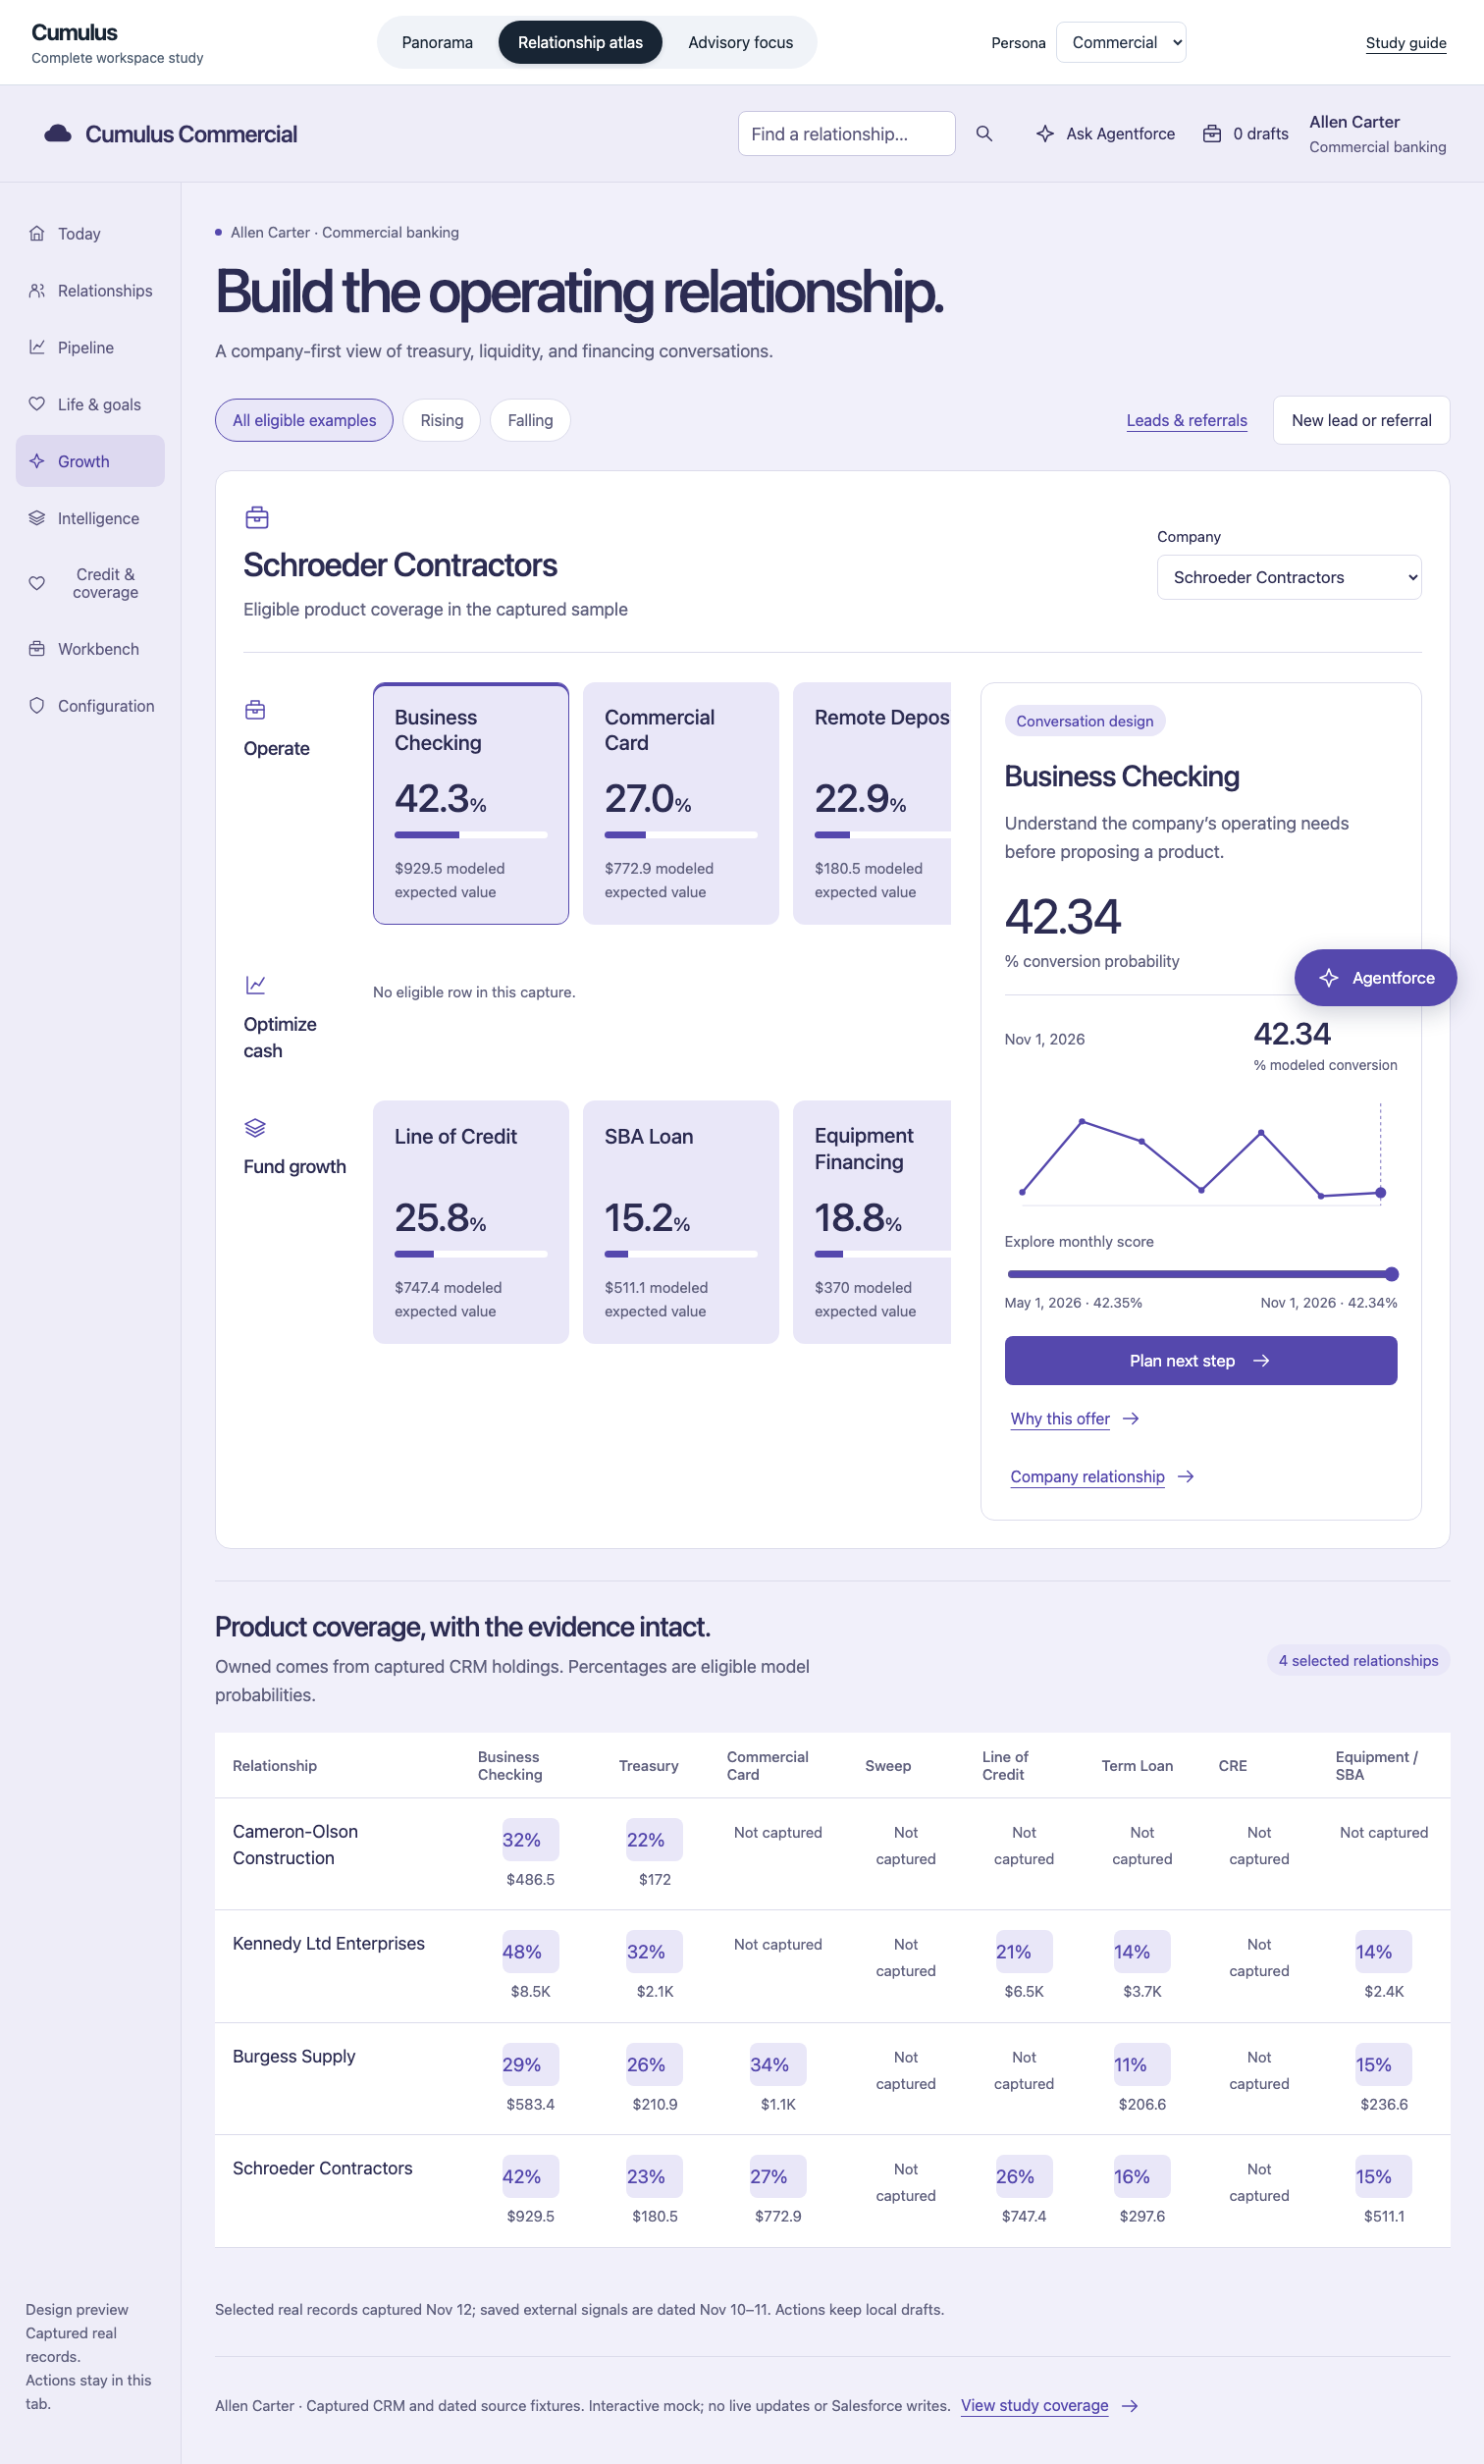 Cumulus
Complete workspace study
Panorama
Relationship atlas
Advisory focus
Persona
Commercial
Study guide
Cumulus Commercial
Find a relationship...
Ask Agentforce
0 drafts
Allen Carter
Commercial banking
Today
Relationships
Pipeline
Life & goals
Growth
Intelligence
Credit &
coverage
Workbench
Configuration
Allen Carter · Commercial banking
Build the operating relationship.
A company-first view of treasury, liquidity, and financing conversations.
All eligible examples
Rising
Falling
Leads & referrals
New lead or referral
Schroeder Contractors
Eligible product coverage in the captured sample
Company
Schroeder Contractors
Operate
Business
Checking
42.3%
$929.5 modeled
expected value
Commercial
Card
27.0%
$772.9 modeled
expected value
Remote Depos
22.9%
$180.5 modeled
expected value
Optimize
cash
No eligible row in this capture.
Fund growth
Line of Credit
25.8%
$747.4 modeled
expected value
SBA Loan
15.2%
$511.1 modeled
expected value
Equipment
Financing
18.8%
$370 modeled
expected value
Conversation design
Business Checking
Understand the company’s operating needs
before proposing a product.
42.34
% conversion probability
Agentforce
Nov 1, 2026
42.34
% modeled conversion
Explore monthly score
May 1, 2026 · 42.35%
Nov 1, 2026 · 42.34%
Plan next step
Why this offer
Company relationship
Product coverage, with the evidence intact.
Owned comes from captured CRM holdings. Percentages are eligible model
probabilities.
4 selected relationships
Relationship
Business
Checking
Treasury
Commercial
Card
Sweep
Line of
Credit
Term Loan
CRE
Equipment /
SBA
Cameron-Olson
Construction
32%
$486.5
22%
$172
Not captured
Not
captured
Not
captured
Not
captured
Not
captured
Not captured
Kennedy Ltd Enterprises
48%
$8.5K
32%
$2.1K
Not captured
Not
captured
21%
$6.5K
14%
$3.7K
Not
captured
14%
$2.4K
Burgess Supply
29%
$583.4
26%
$210.9
34%
$1.1K
Not
captured
Not
captured
11%
$206.6
Not
captured
15%
$236.6
Schroeder Contractors
42%
$929.5
23%
$180.5
27%
$772.9
Not
captured
26%
$747.4
16%
$297.6
Not
captured
15%
$511.1
Design preview
Captured real
records.
Actions stay in this
tab.
Selected real records captured Nov 12; saved external signals are dated Nov 10–11. Actions keep local drafts.
Allen Carter · Captured CRM and dated source fixtures. Interactive mock; no live updates or Salesforce writes.
View study coverage